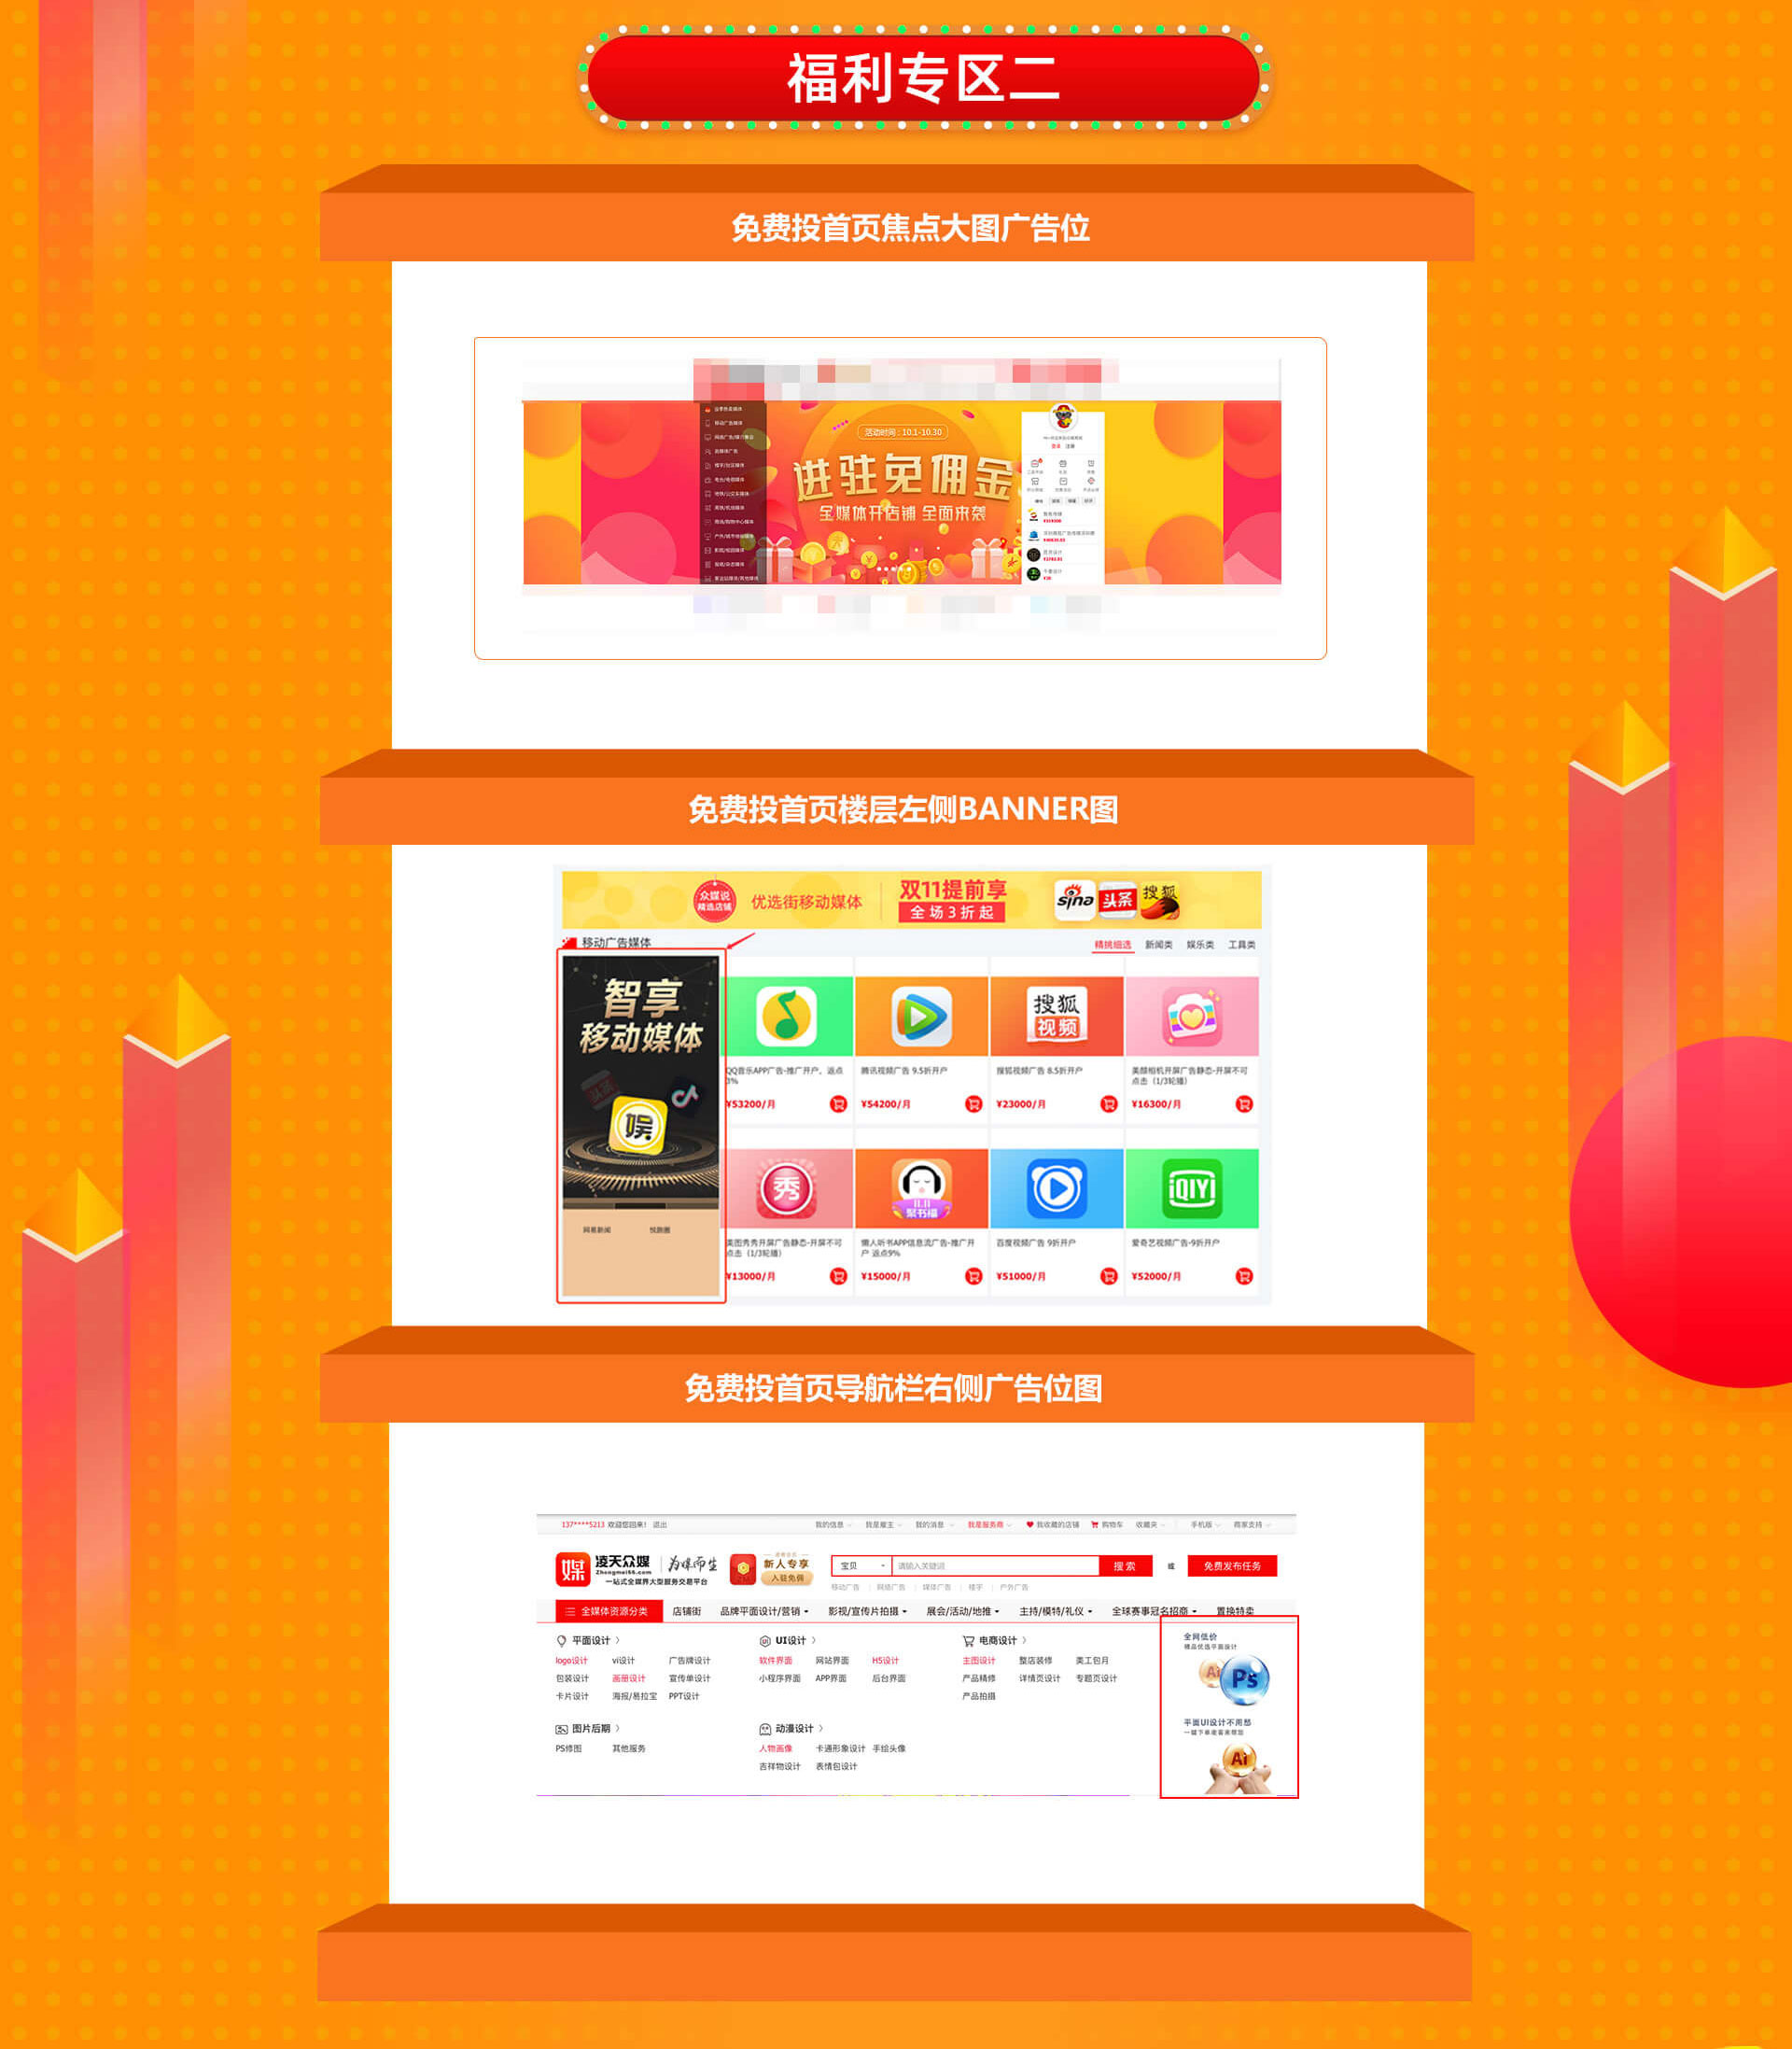 福利专区二
免费投首页焦点大图广告位
活动时间：10.1-10.30
进驻免佣金
全媒体开店铺 全面来袭
免费投首页楼层左侧BANNER图
众媒说
精选店铺
优选街移动媒体
双11提前享
全场3折起
sina
头条
搜狐
移动广告媒体
精挑细选 新闻类 娱乐类 工具类
智享
移动媒体
头条
娱
网易新闻 悦跑圈
搜狐
视频
QQ音乐APP广告-推广开户，返点
3%
¥53200/月
腾讯视频广告 9.5折开户
¥54200/月
搜狐视频广告 8.5折开户
¥23000/月
美颜相机开屏广告静态-开屏不可
点击（1/3轮播）
¥16300/月
秀
11.11
聚书福
iQIYI
美图秀秀开屏广告静态-开屏不可
点击（1/3轮播）
¥13000/月
懒人听书APP信息流广告-推广开
户 返点9%
¥15000/月
百度视频广告 9折开户
¥51000/月
爱奇艺视频广告-9折开户
¥52000/月
免费投首页导航栏右侧广告位图
137****5213 欢迎您回来！ 退出
我的信息 我是雇主 我的消息 我是服务商 我收藏的店铺 购物车 收藏夹 手机版 商家支持
媒
凌天众媒
Zhongmei66.com
为媒而生
一站式全媒界大型服务交易平台
新人专享
入驻免佣
宝贝 请输入关键词 搜索 或 免费发布任务
移动广告 网络广告 媒体广告 楼宇 户外广告
全媒体资源分类 店铺街 品牌平面设计/营销 影视/宣传片拍摄 展会/活动/地推 主持/模特/礼仪 全球赛事冠名招商 置换特卖
平面设计
logo设计 vi设计 广告牌设计
包装设计 画册设计 宣传单设计
卡片设计 海报/易拉宝 PPT设计
UI设计
软件界面 网站界面 H5设计
小程序界面 APP界面 后台界面
电商设计
主图设计 整店装修 美工包月
产品精修 详情页设计 专题页设计
产品拍摄
图片后期
PS修图 其他服务
动漫设计
人物画像 卡通形象设计 手绘头像
吉祥物设计 表情包设计
全网低价
精品优选平面设计
Ai
Ps
平面UI设计不用愁
Ai